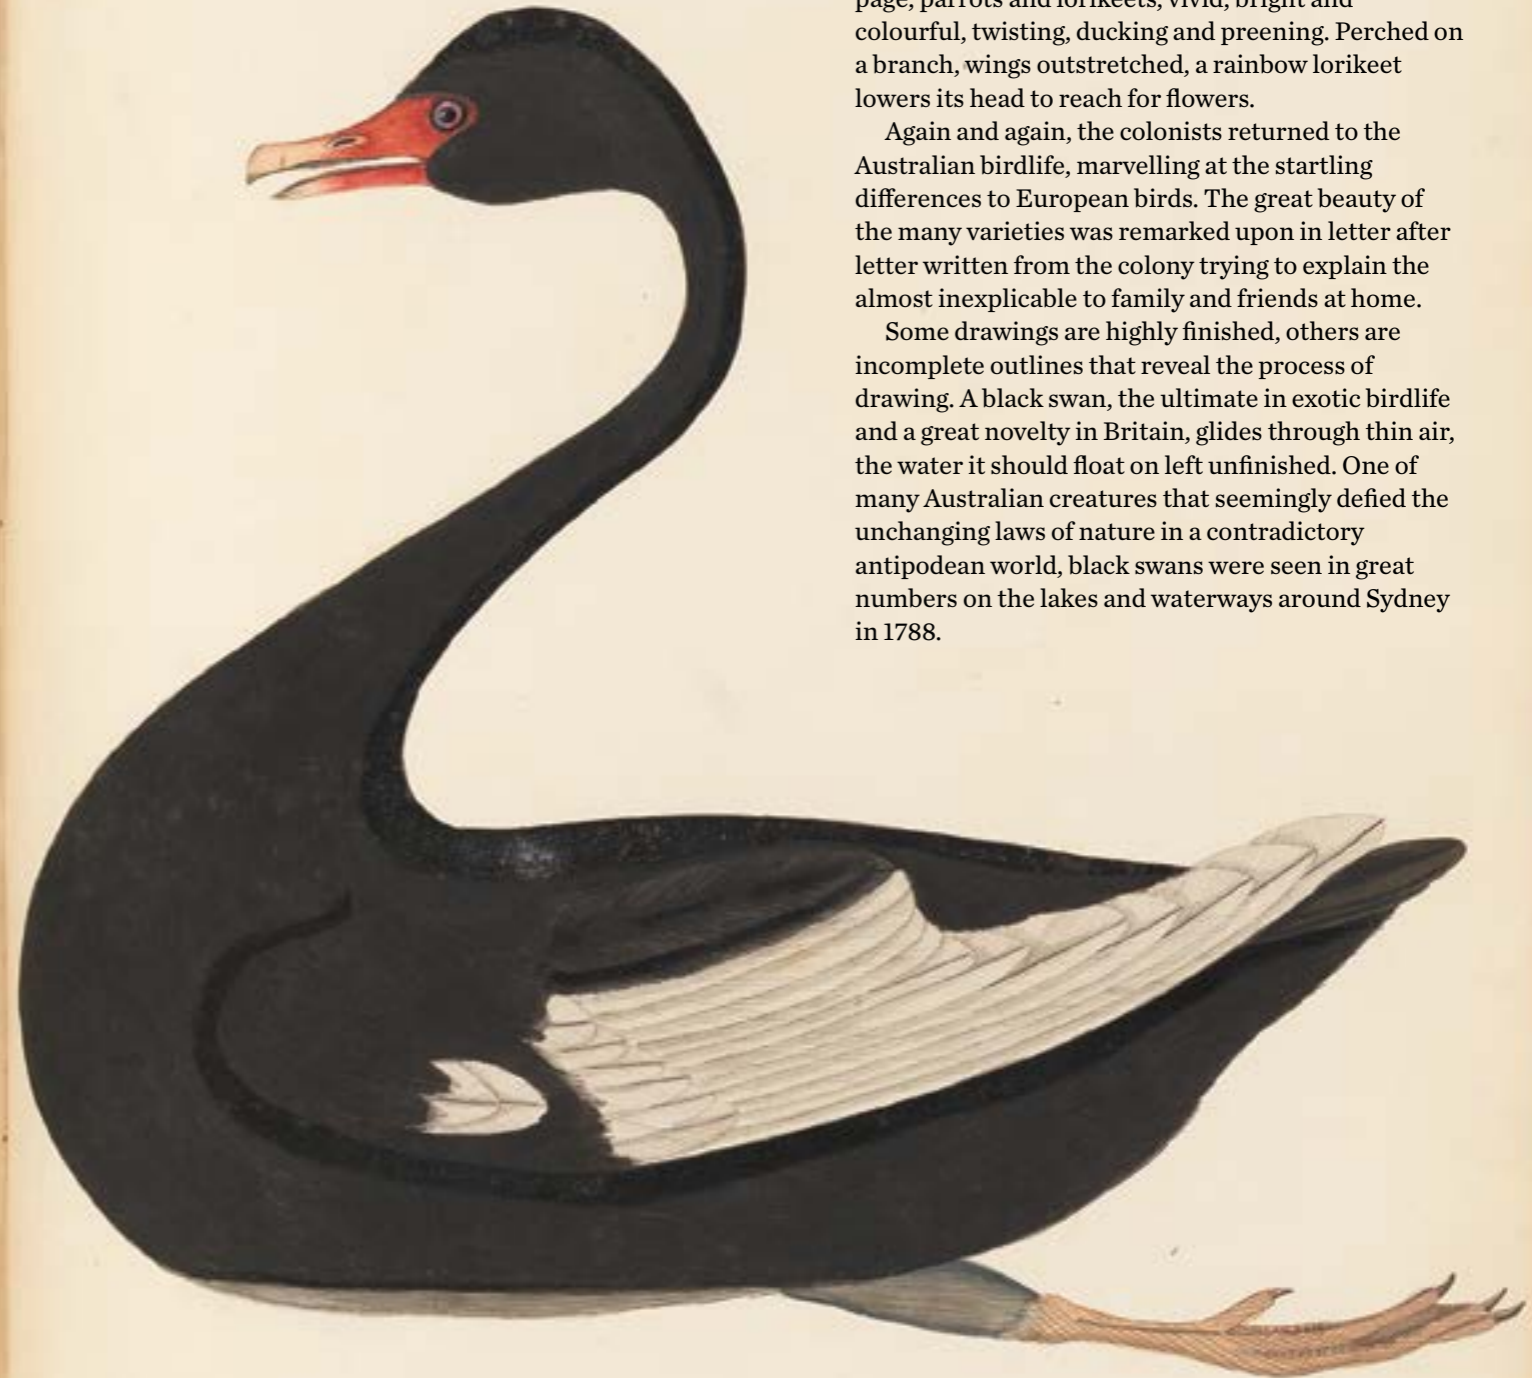 page, parrots and lorikeets, vivid, bright and
colourful, twisting, ducking and preening. Perched on
a branch, wings outstretched, a rainbow lorikeet
lowers its head to reach for flowers.
Again and again, the colonists returned to the
Australian birdlife, marvelling at the startling
differences to European birds. The great beauty of
the many varieties was remarked upon in letter after
letter written from the colony trying to explain the
almost inexplicable to family and friends at home.
Some drawings are highly finished, others are
incomplete outlines that reveal the process of
drawing. A black swan, the ultimate in exotic birdlife
and a great novelty in Britain, glides through thin air,
the water it should float on left unfinished. One of
many Australian creatures that seemingly defied the
unchanging laws of nature in a contradictory
antipodean world, black swans were seen in great
numbers on the lakes and waterways around Sydney
in 1788.